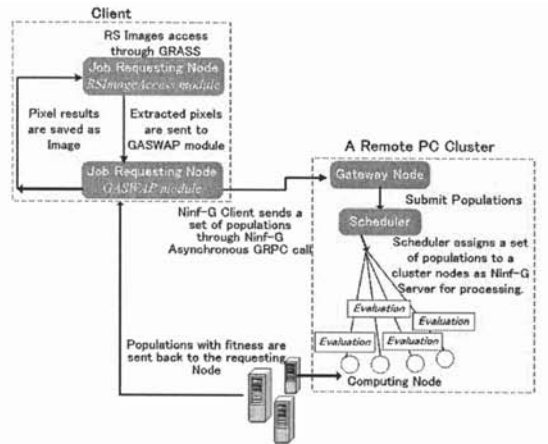 Client
RS Images access
through GRASS
Job Requesting Node
RSImageAccess module
Pixel results
are saved as
Image
Extracted pixels
are sent to
GASWAP module
Job Requesting Node
GASWAP module
A Remote PC Cluster
Gateway Node
Submit Populations
Scheduler
Ninf-G Client sends a
set of populations
through Ninf-G
Asynchronous GRPC call
Scheduler assigns a set
of populations to a
cluster nodes as Ninf-G
Server for processing.
Evaluation
Evaluation
Evaluation
Evaluation
Populations with fitness are
sent back to the requesting
Node
Computing Node